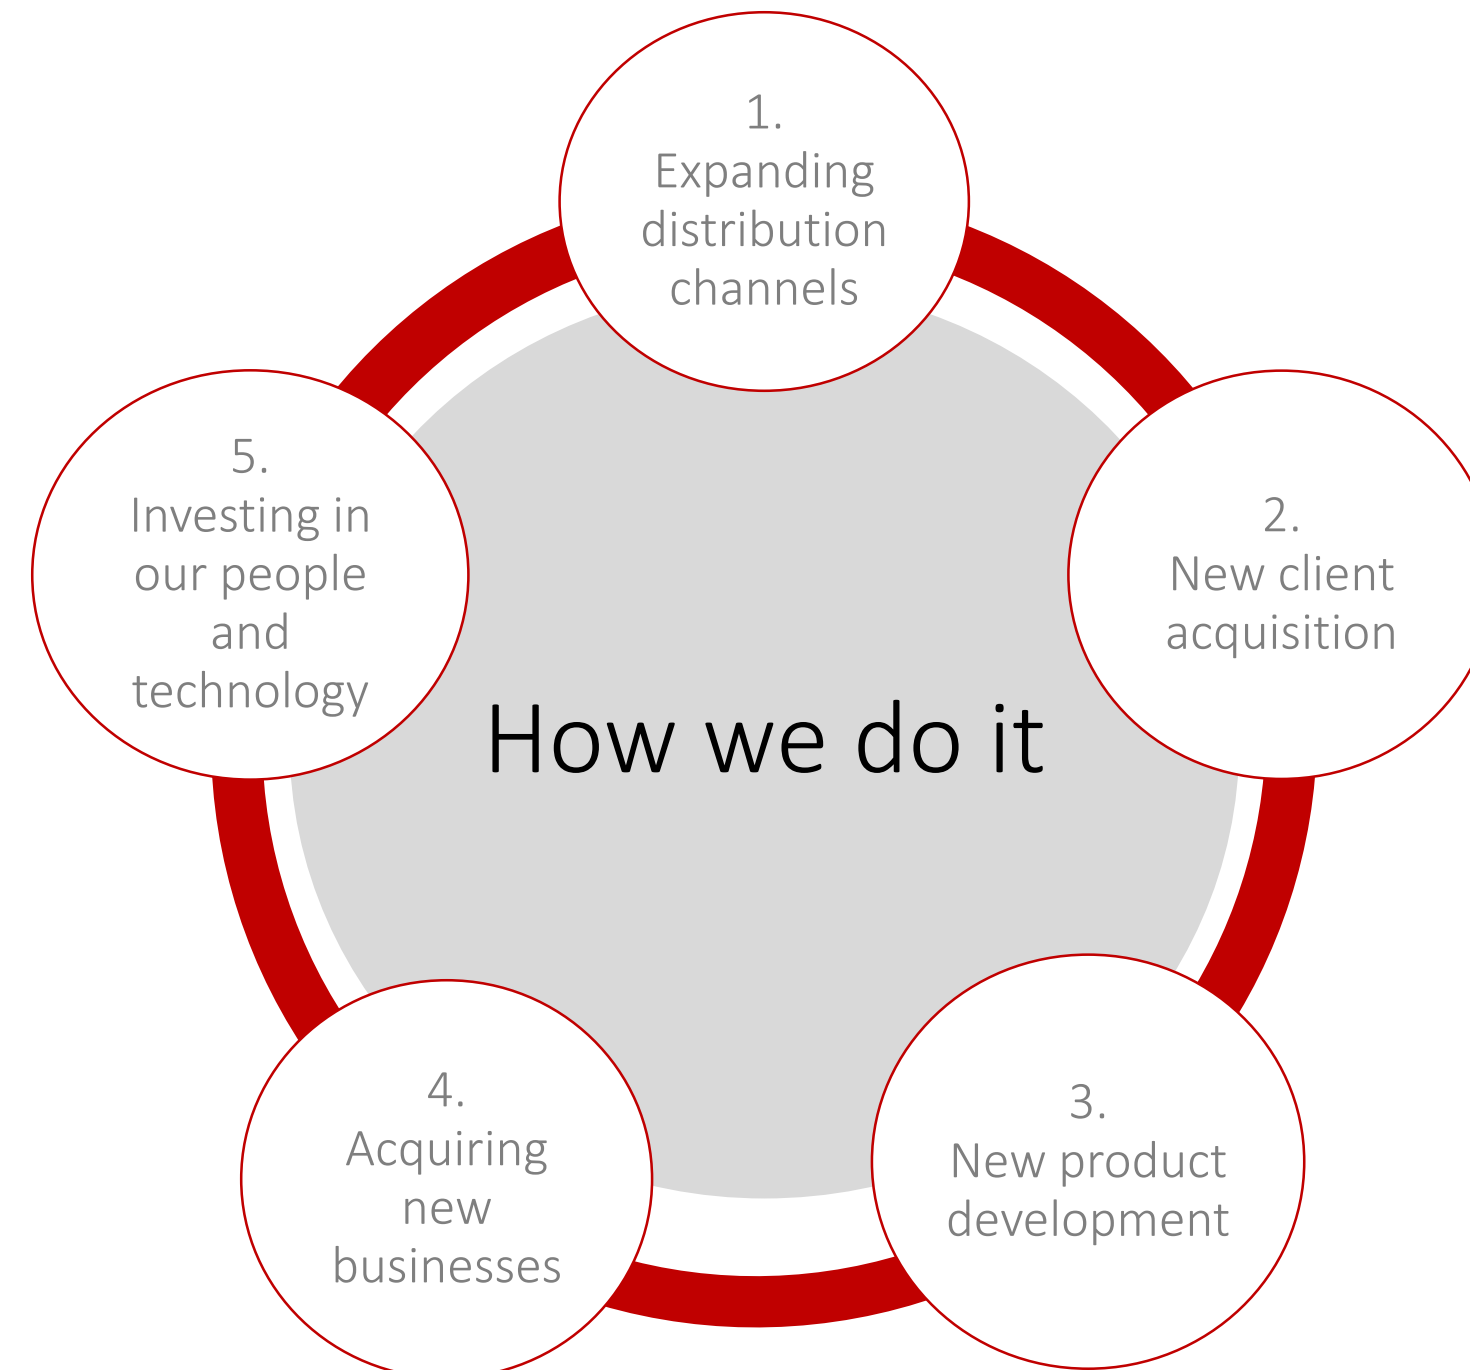 1.
Expanding
distribution
channels
2.
New client
acquisition
3.
New product
development
4.
Acquiring
new
businesses
5.
Investing in
our people
and
technology
How we do it